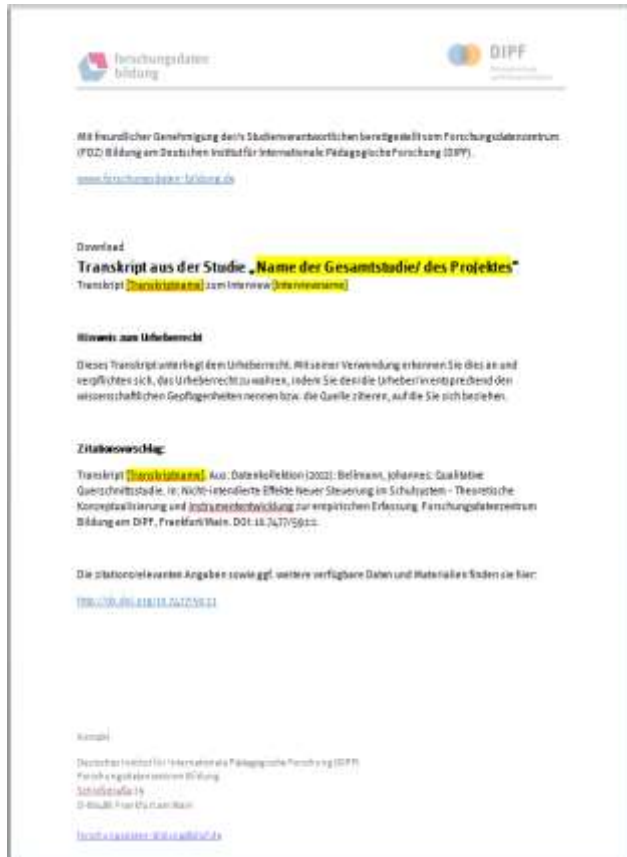 forschungsdaten
bildung
DIPF
Mit freundlicher Genehmigung der/s Studienverantwortlichen bereitgestellt vom Forschungsdatenzentrum
(FDZ) Bildung am Deutschen Institut für Internationale Pädagogische Forschung (DIPF).
www.forschungsdaten-bildung.de
Download
Transkript aus der Studie „Name der Gesamtstudie/ des Projektes“
Transkript [Transkriptname] zum Interview [Interviewname]
Hinweis zum Urheberrecht
Dieses Transkript unterliegt dem Urheberrecht. Mit seiner Verwendung erkennen Sie dies an und
verpflichten sich, das Urheberrecht zu wahren, indem Sie den/die Urheber/in entsprechend den
wissenschaftlichen Gepflogenheiten nennen bzw. die Quelle zitieren, auf die Sie sich beziehen.
Zitationsvorschlag:
Transkript [Transkriptname]. Aus: Datenkollektion: Bellmann, Johannes: Qualitative
Querschnittsstudie. In: Nicht-intendierte Effekte Neuer Steuerung im Schulsystem - Theoretische
Konzeptualisierung und Instrumententwicklung zur empirischen Erfassung. Forschungsdatenzentrum
Bildung am DIPF, Frankfurt/Main. DOI:
Die zitationsrelevanten Angaben sowie ggf. weitere verfügbare Daten und Materialien finden sie hier:
Kontakt
Deutsches Institut für Internationale Pädagogische Forschung (DIPF)
Forschungsdatenzentrum Bildung
Frankfurt am Main